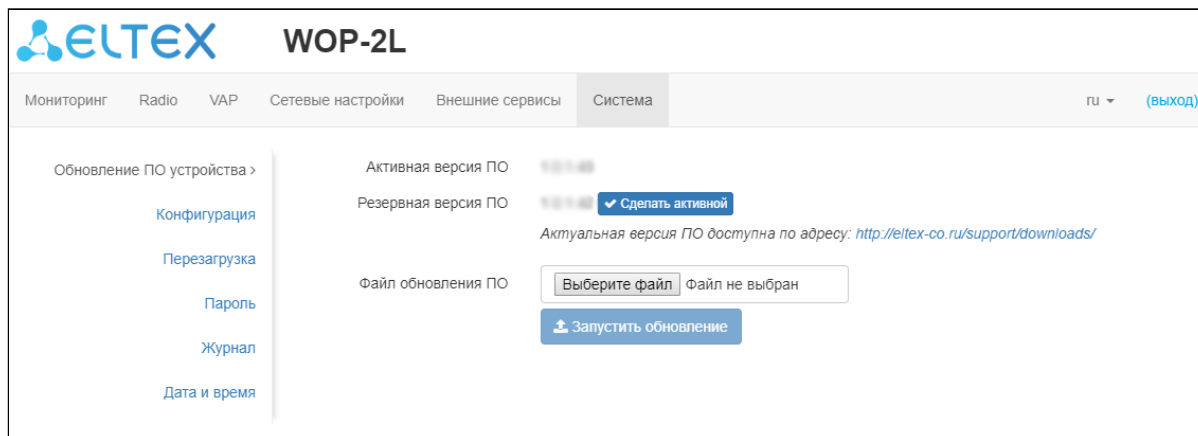 ELTEX WOP-2L
Мониторинг Radio VAP Сетевые настройки Внешние сервисы Система ru (выход)
Обновление ПО устройства >
Конфигурация
Перезагрузка
Пароль
Журнал
Дата и время
Активная версия ПО
Резервная версия ПО Сделать активной
Актуальная версия ПО доступна по адресу: http://eltex-co.ru/support/downloads/
Файл обновления ПО Выберите файл Файл не выбран
Запустить обновление